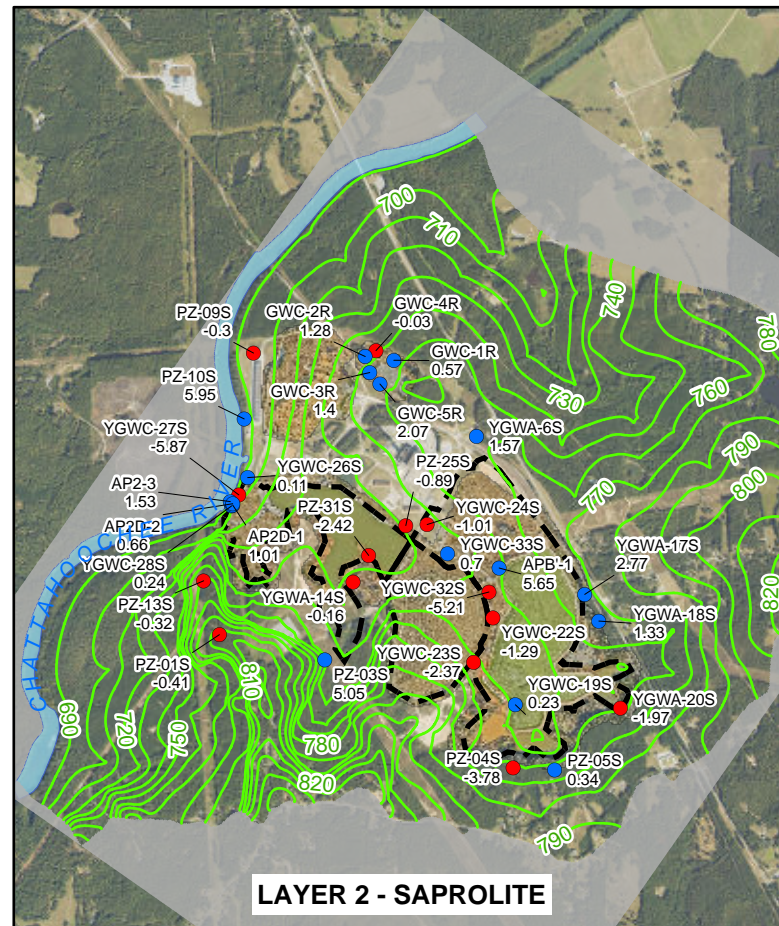 700
710
740
780
GWC-2R
1.28
GWC-4R
-0.03
PZ-09S
-0.3
GWC-1R
0.57
760
PZ-10S
5.95
GWC-3R
1.4
730
GWC-5R
2.07
YGWC-27S
-5.87
YGWA-6S
1.57
790
PZ-25S
-0.89
YGWC-26S
0.11
770
800
AP2-3
1.53
PZ-31S
-2.42
YGWC-24S
-1.01
AP2D-2
0.66
AP2D-1
1.01
YGWC-33S
0.7
YGWA-17S
2.77
YGWC-28S
0.24
APB'-1
5.65
820
PZ-13S
-0.32
YGWA-14S
-0.16
YGWC-32S
-5.21
YGWA-18S
1.33
YGWC-22S
-1.29
PZ-01S
-0.41
YGWC-23S
-2.37
CHATTAHOOCHEE RIVER
810
PZ-03S
5.05
YGWC-19S
0.23
YGWA-20S
-1.97
690
720
760
780
PZ-04S
-3.78
PZ-05S
0.34
820
790
LAYER 2 - SAPROLITE